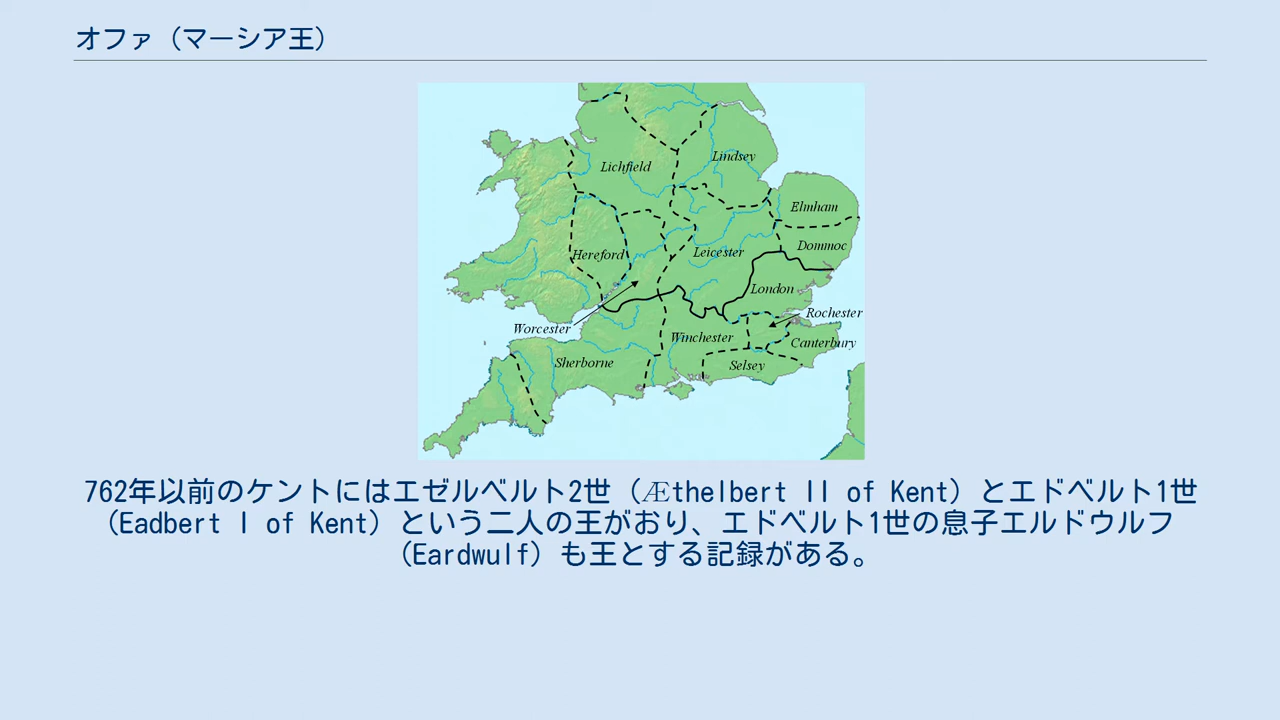 オファ（マーシア王）
Lichfield
Lindsey
Elmham
Dommoc
Hereford
Leicester
London
Rochester
Worcester
Winchester
Canterbury
Sherborne
Selsey
762年以前のケントにはエゼルベルト2世（Æthelbert II of Kent）とエドベルト1世
（Eadbert I of Kent）という二人の王がおり、エドベルト1世の息子エルドウルフ
（Eardwulf）も王とする記録がある。